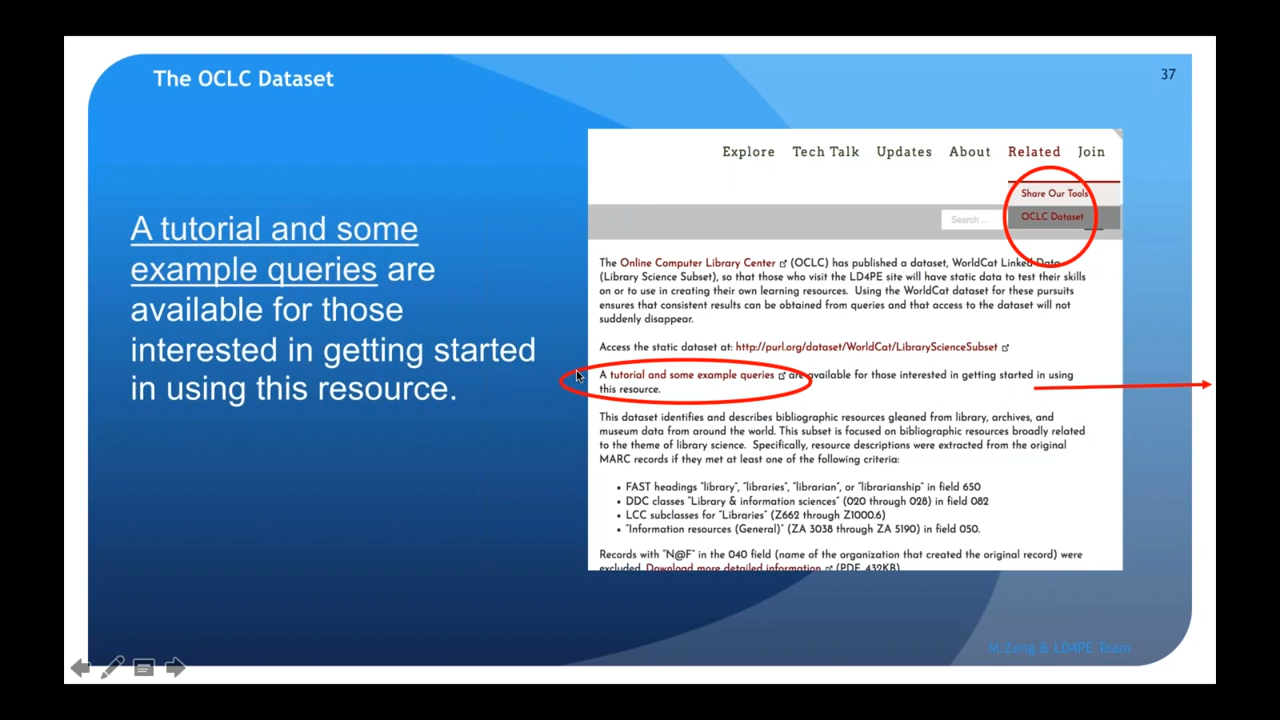 The OCLC Dataset
37
A tutorial and some
example queries are
available for those
interested in getting started
in using this resource.
Explore Tech Talk Updates About Related Join
Share Our Tools
Search ... OCLC Dataset
The Online Computer Library Center (OCLC) has published a dataset, WorldCat Linked Data
(Library Science Subset), so that those who visit the LD4PE site will have static data to test their skills
on or to use in creating their own learning resources. Using the WorldCat dataset for these pursuits
ensures that consistent results can be obtained from queries and that access to the dataset will not
suddenly disappear.
Access the static dataset at: http://purl.org/dataset/WorldCat/LibraryScienceSubset
A tutorial and some example queries are available for those interested in getting started in using
this resource.
This dataset identifies and describes bibliographic resources gleaned from library, archives, and
museum data from around the world. This subset is focused on bibliographic resources broadly related
to the theme of library science. Specifically, resource descriptions were extracted from the original
MARC records if they met at least one of the following criteria:
• FAST headings "library", "libraries", "librarian", or "librarianship" in field 650
• DDC classes "Library & information sciences" (020 through 028) in field 082
• LCC subclasses for "Libraries" (Z662 through Z1000.6)
• "Information resources (General)" (ZA 3038 through ZA 5190) in field 050.
Records with "N@F" in the 040 field (name of the organization that created the original record) were
excluded. Download more detailed information (PDF, 432KB)
M.Zeng & LD4PE Team